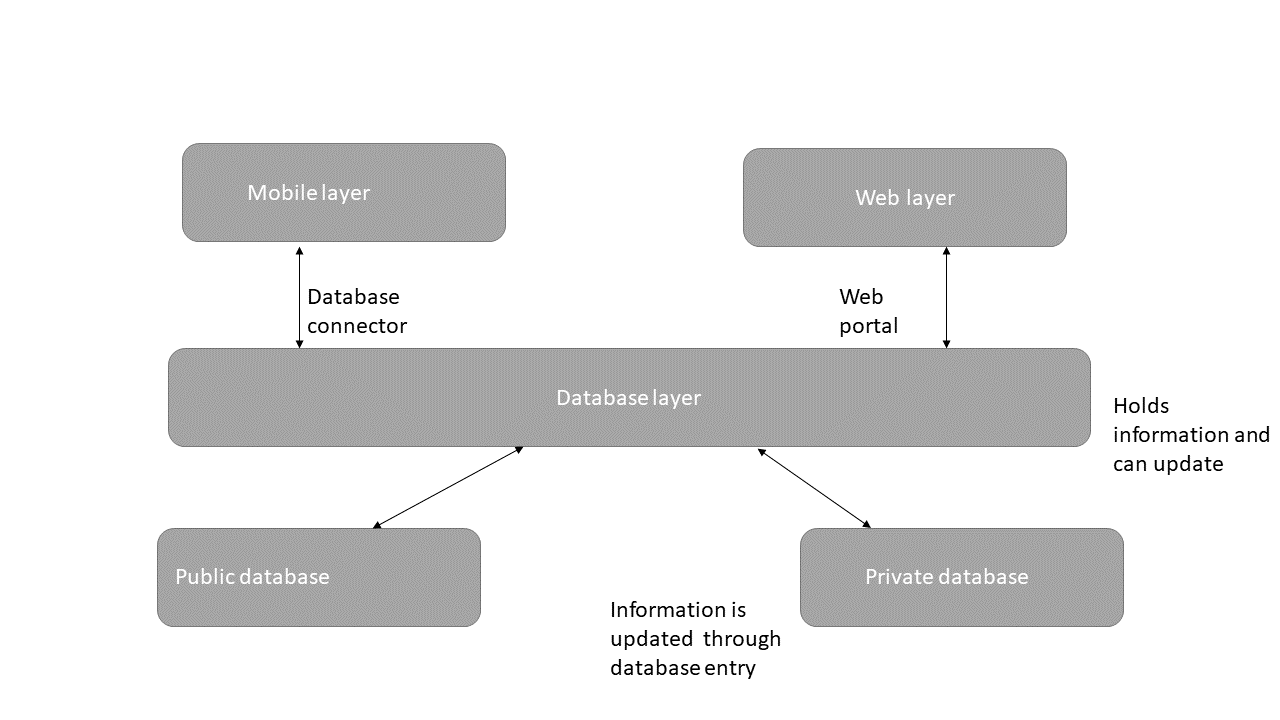 Mobile layer
Web layer
Database
connector
Web
portal
Database layer
Holds
information and
can update
Public database
Private database
Information is
updated through
database entry